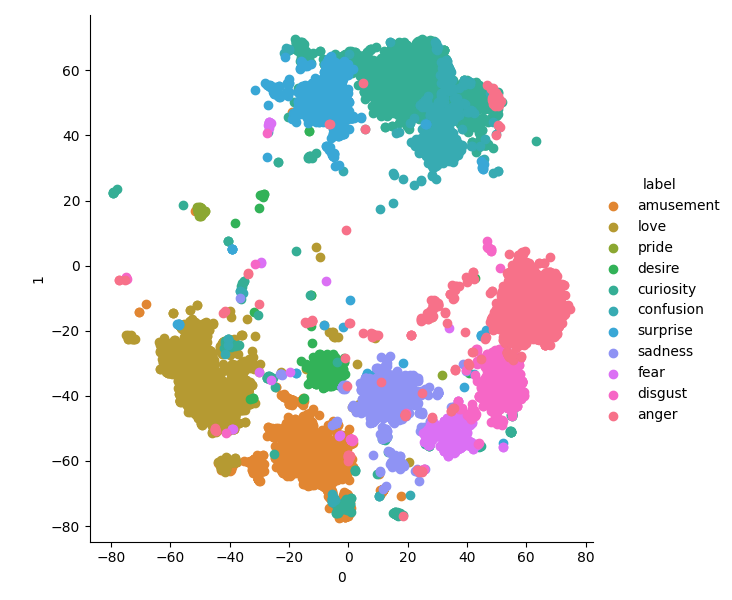 60
40
20
0
−20
−40
−60
−80
1
−80 −60 −40 −20 0 20 40 60 80
0
label
amusement
love
pride
desire
curiosity
confusion
surprise
sadness
fear
disgust
anger